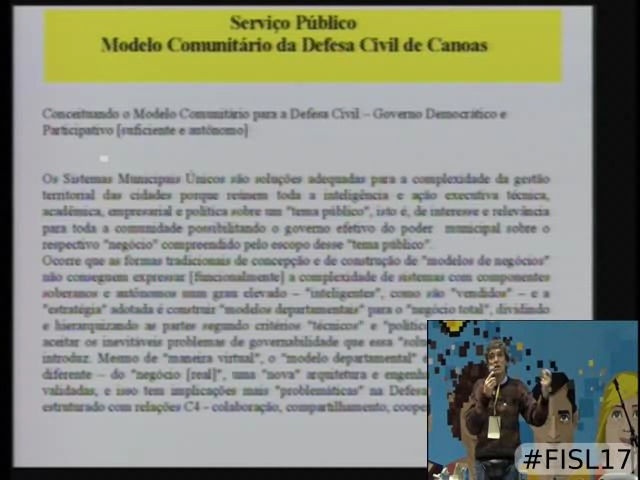 Serviço Público
Modelo Comunitário da Defesa Civil de Canoas
Conceituando o Modelo Comunitário para a Defesa Civil – Governo Democrático e
Participativo [suficiente e autônomo]
Os Sistemas Municipais Únicos são soluções adequadas para a complexidade da gestão
territorial das cidades porque reúnem toda a inteligência e ação executiva técnica,
acadêmica, empresarial e política sobre um "tema público", isto é, de interesse e relevância
para toda a comunidade possibilitando o governo efetivo do poder municipal sobre o
respectivo "negócio" compreendido pelo escopo desse "tema público".
Ocorre que as formas tradicionais de concepção e de construção de "modelos de negócios"
não conseguem expressar [funcionalmente] a complexidade de sistemas com componentes
soberanos e autônomos num grau elevado – "inteligentes", como são "vendidos" – e a
"estratégia" adotada é construir "modelos departamentais" para o "negócio total", dividindo
e hierarquizando as partes segundo critérios "técnicos" e
aceitar os inevitáveis problemas de governabilidade que essa
introduz. Mesmo de "maneira virtual", o "modelo departamental"
diferente – do "negócio [real]", uma "nova" arquitetura e
validadas, e isso tem implicações mais "problemáticas" na
estruturado com relações C4 – colaboração, compartilhamento,
#FISL17